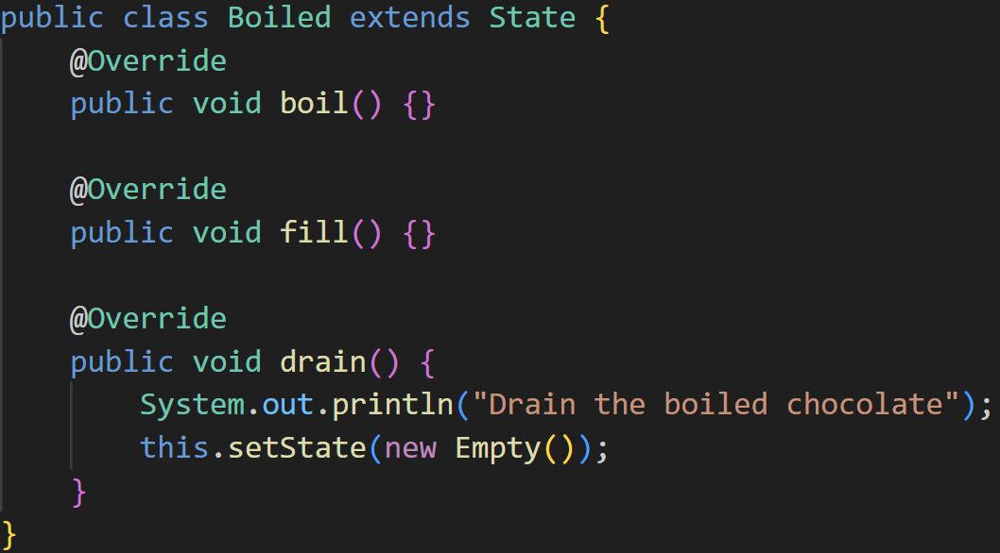 public class Boiled extends State {
    @Override
    public void boil() {}

    @Override
    public void fill() {}

    @Override
    public void drain() {
        System.out.println("Drain the boiled chocolate");
        this.setState(new Empty());
    }
}